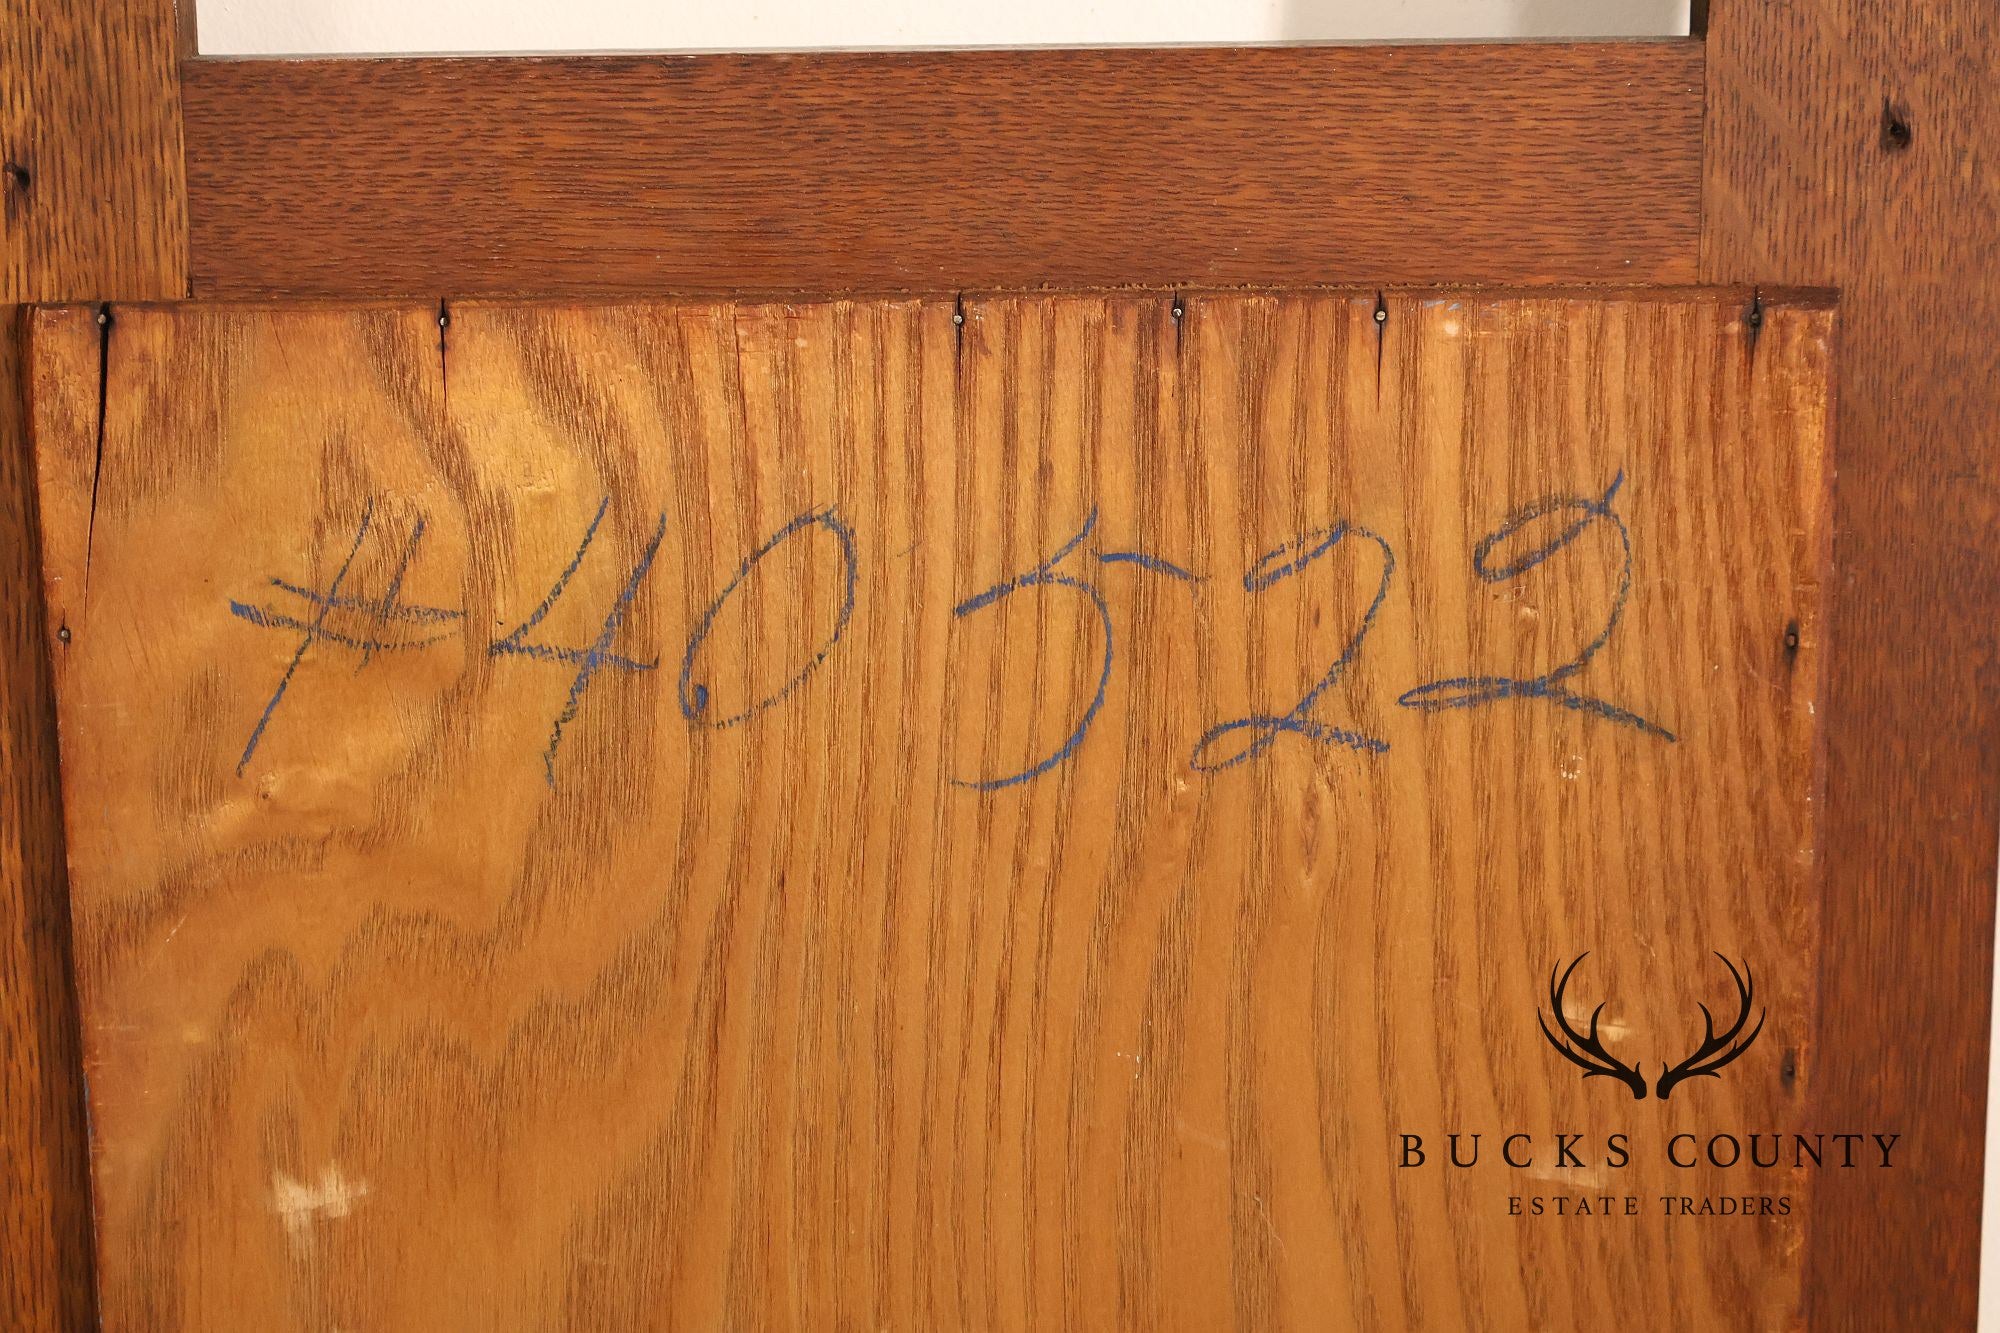 #40522
BUCKS COUNTY
ESTATE TRADERS